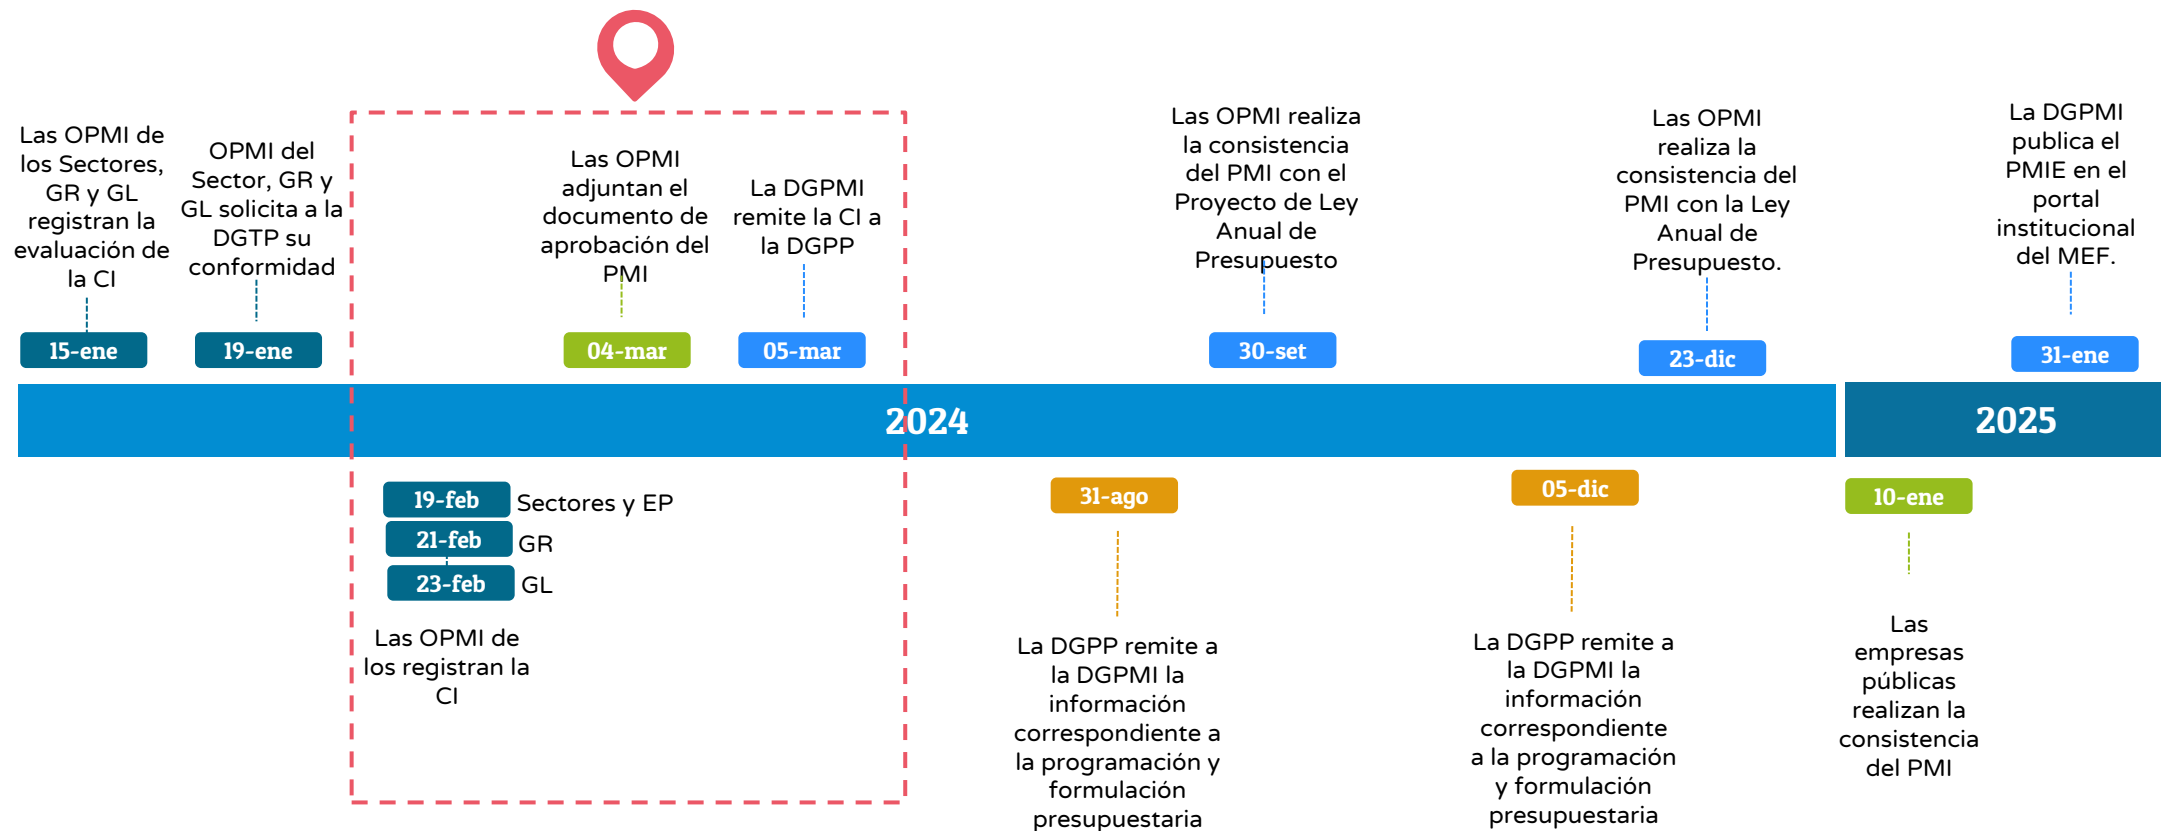 Las OPMI de
los Sectores,
GR y GL
registran la
evaluación de
la CI
15-ene
OPMI del
Sector, GR y
GL solicita a la
DGTP su
conformidad
19-ene
Las OPMI
adjuntan el
documento de
aprobación del
PMI
04-mar
La DGPMI
remite la CI a
la DGPP
05-mar
Las OPMI realiza
la consistencia
del PMI con el
Proyecto de Ley
Anual de
Presupuesto
30-set
Las OPMI
realiza la
consistencia del
PMI con la Ley
Anual de
Presupuesto.
23-dic
La DGPMI
publica el
PMIE en el
portal
institucional
del MEF.
31-ene
2024
2025
19-feb Sectores y EP
21-feb GR
23-feb GL
Las OPMI de
los registran la
CI
31-ago
La DGPP remite a
la DGPMI la
información
correspondiente a
la programación y
formulación
presupuestaria
05-dic
La DGPP remite a
la DGPMI la
información
correspondiente
a la programación
y formulación
presupuestaria
10-ene
Las
empresas
públicas
realizan la
consistencia
del PMI